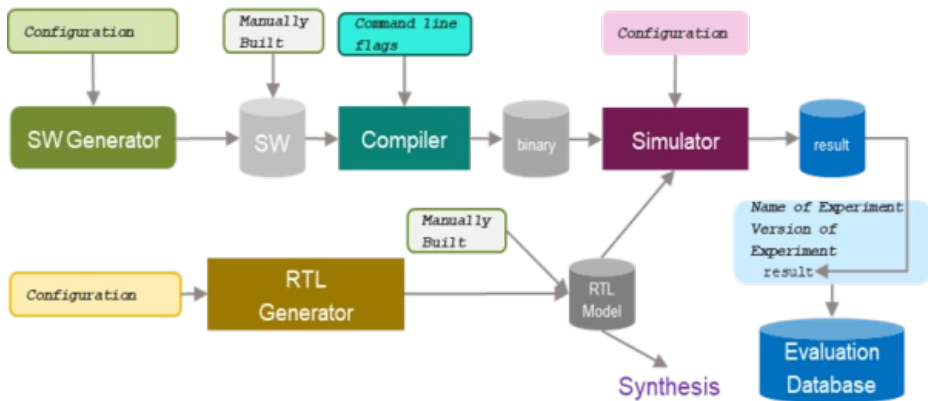 Configuration
Manually
Built
Command line
flags
Configuration
SW Generator
SW
Compiler
binary
Simulator
result
Name of Experiment
Version of
Experiment
result
Manually
Built
Configuration
RTL
Generator
RTL
Model
Synthesis
Evaluation
Database